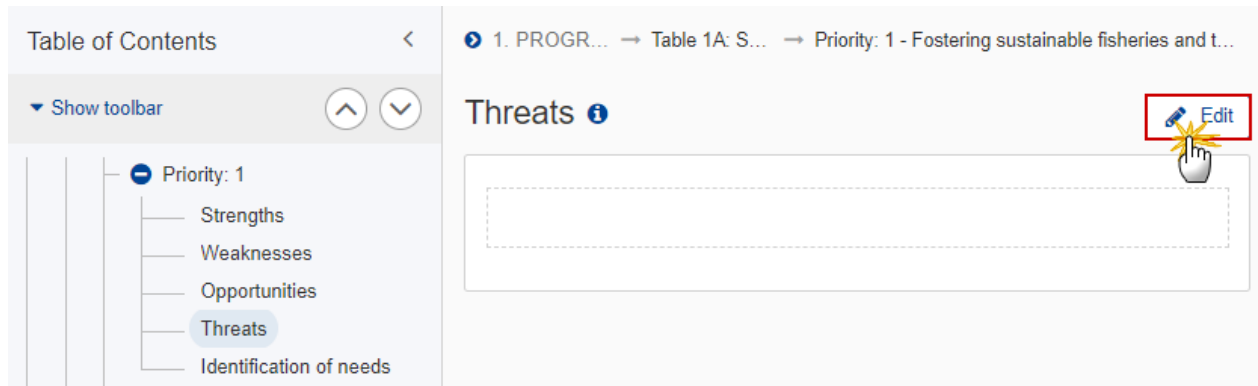 Table of Contents
Show toolbar
Priority: 1
Strengths
Weaknesses
Opportunities
Threats
Identification of needs
1. PROGR... → Table 1A: S... → Priority: 1 - Fostering sustainable fisheries and t...
Threats
Edit